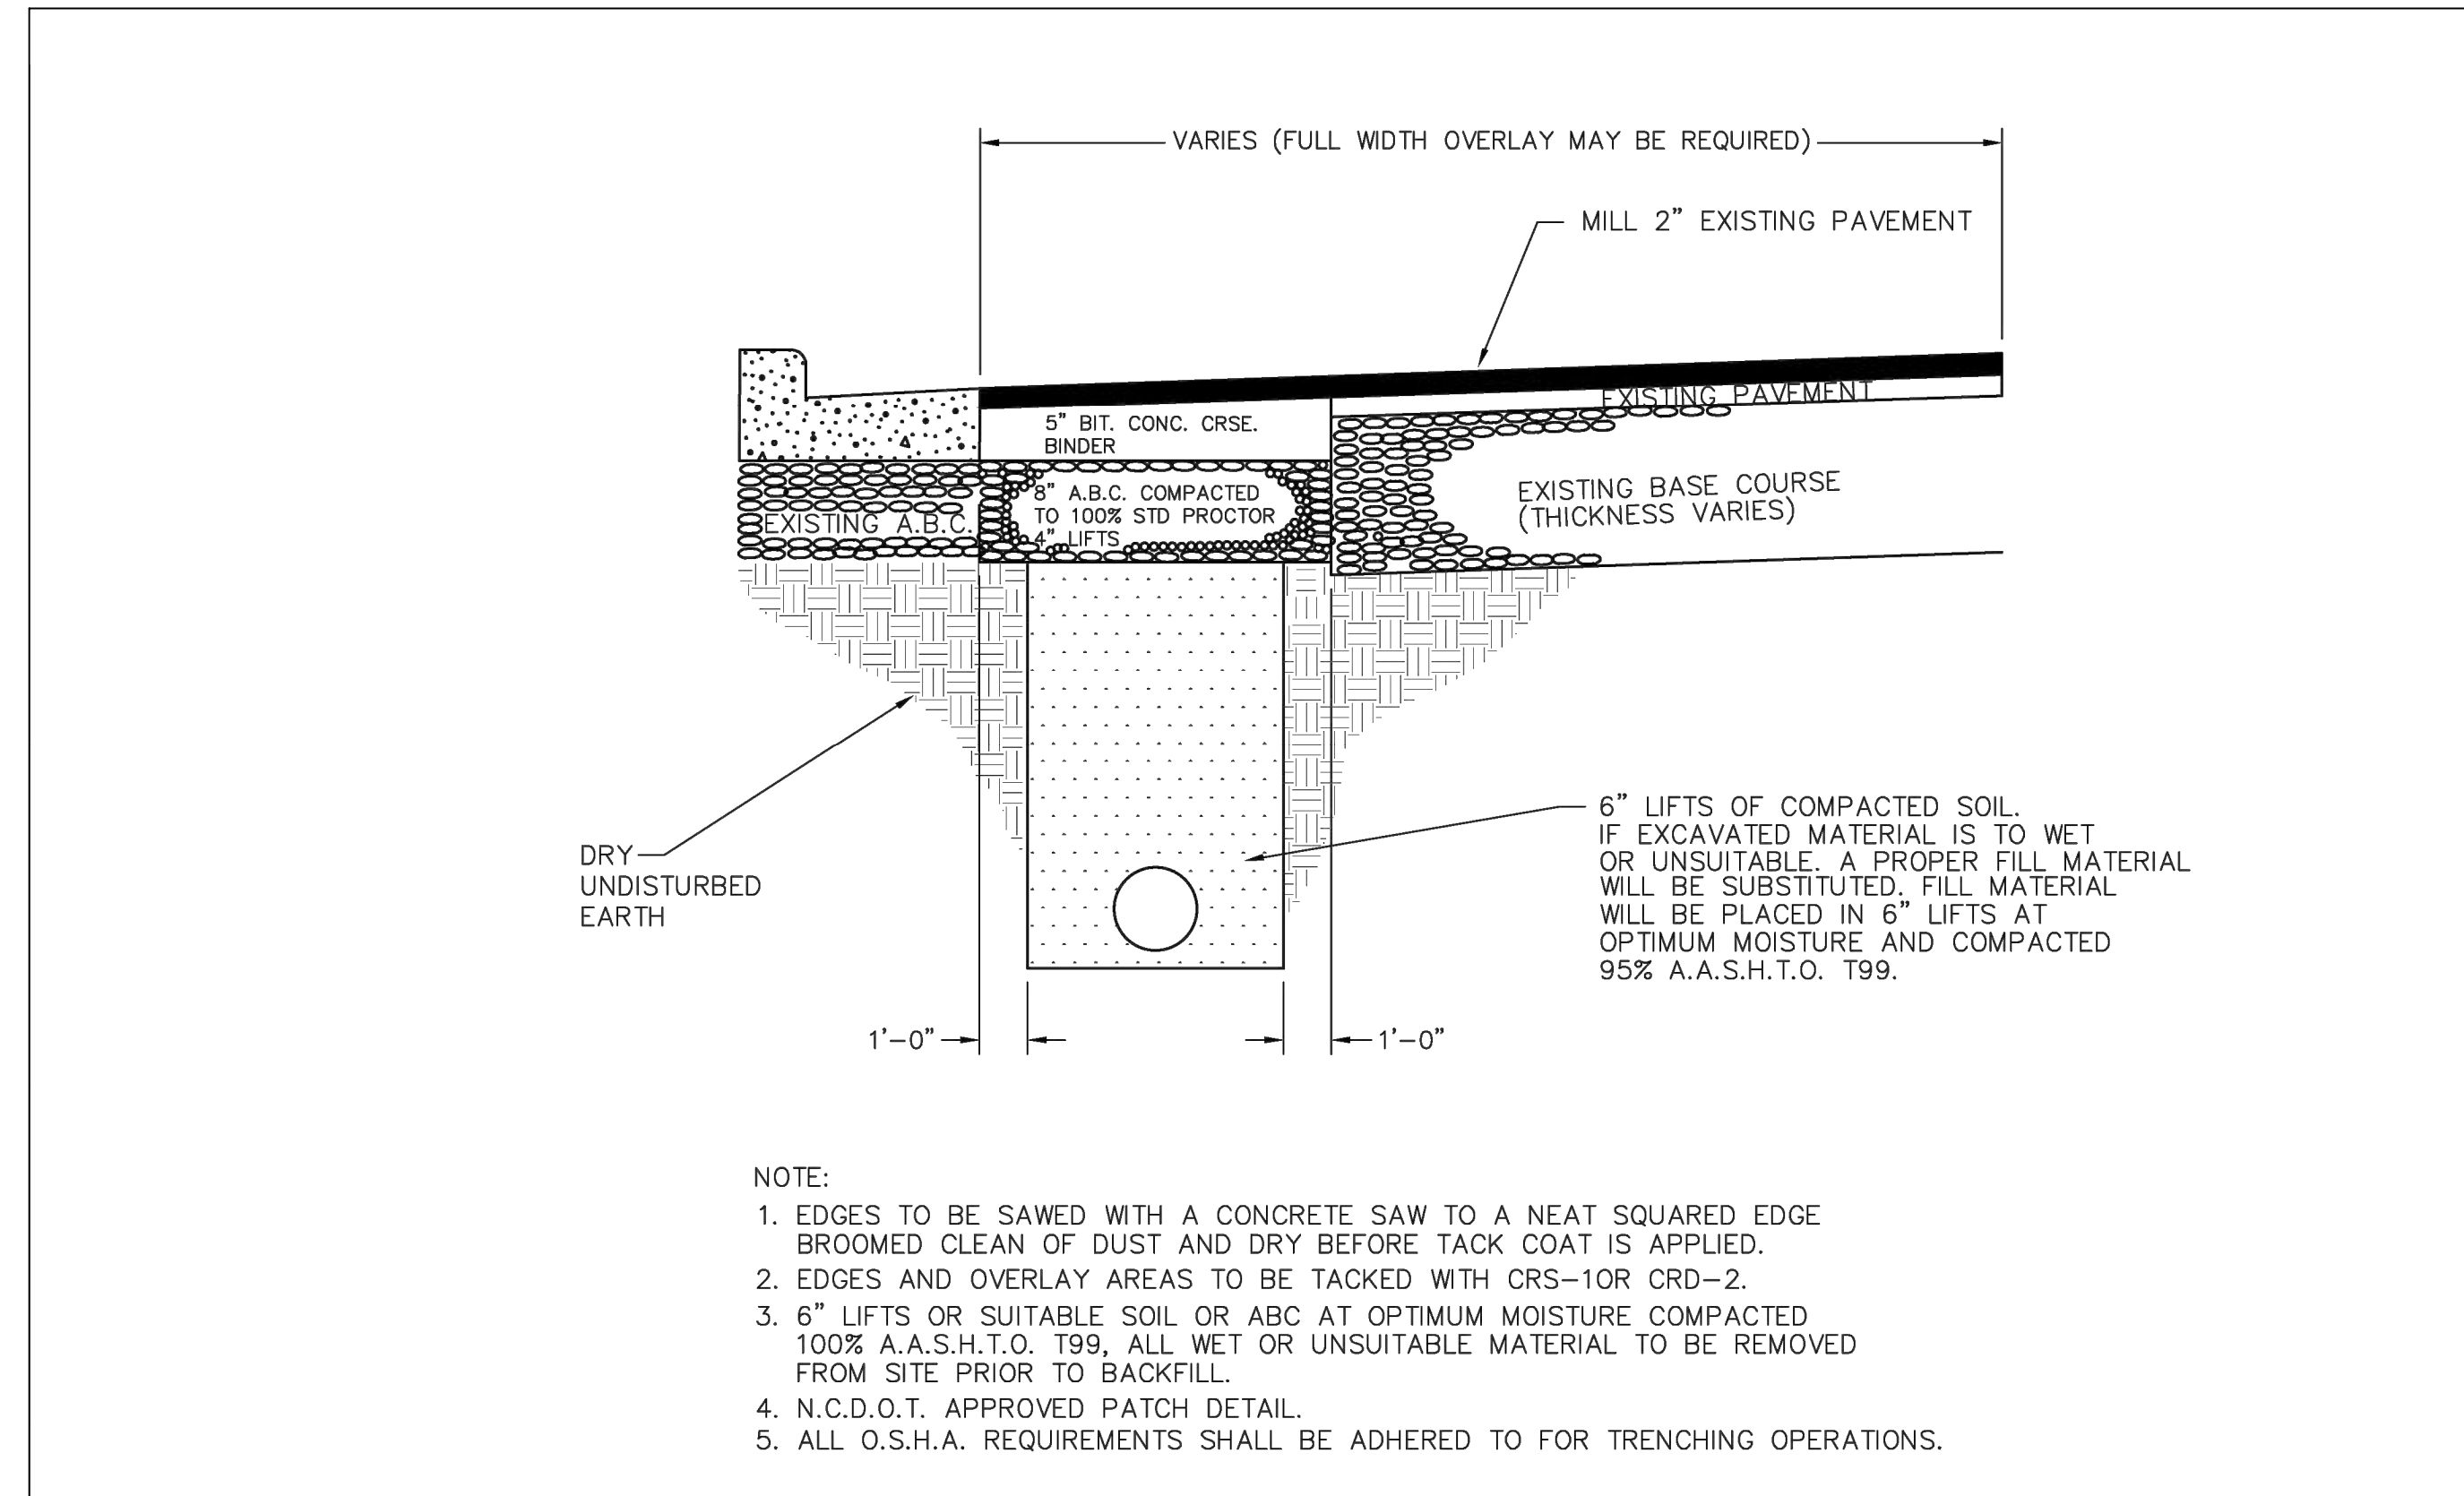 VARIES (FULL WIDTH OVERLAY MAY BE REQUIRED)
MILL 2” EXISTING PAVEMENT
EXISTING PAVEMENT
5” BIT. CONC. CRSE.
BINDER
8” A.B.C. COMPACTED
TO 100% STD PROCTOR
4” LIFTS
EXISTING A.B.C.
EXISTING BASE COURSE
(THICKNESS VARIES)
DRY
UNDISTURBED
EARTH
6” LIFTS OF COMPACTED SOIL.
IF EXCAVATED MATERIAL IS TO WET
OR UNSUITABLE. A PROPER FILL MATERIAL
WILL BE SUBSTITUTED. FILL MATERIAL
WILL BE PLACED IN 6” LIFTS AT
OPTIMUM MOISTURE AND COMPACTED
95% A.A.S.H.T.O. T99.
1’-0”
1’-0”
NOTE:
1. EDGES TO BE SAWED WITH A CONCRETE SAW TO A NEAT SQUARED EDGE
BROOMED CLEAN OF DUST AND DRY BEFORE TACK COAT IS APPLIED.
2. EDGES AND OVERLAY AREAS TO BE TACKED WITH CRS-1OR CRD-2.
3. 6” LIFTS OR SUITABLE SOIL OR ABC AT OPTIMUM MOISTURE COMPACTED
100% A.A.S.H.T.O. T99, ALL WET OR UNSUITABLE MATERIAL TO BE REMOVED
FROM SITE PRIOR TO BACKFILL.
4. N.C.D.O.T. APPROVED PATCH DETAIL.
5. ALL O.S.H.A. REQUIREMENTS SHALL BE ADHERED TO FOR TRENCHING OPERATIONS.